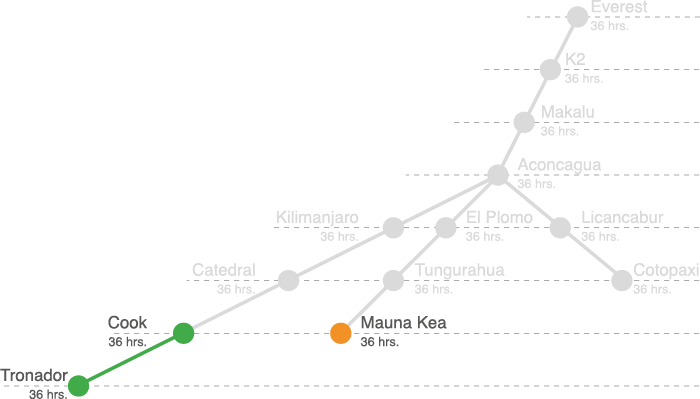 Everest
36 hrs.
K2
36 hrs.
Makalu
36 hrs.
Aconcagua
36 hrs.
Kilimanjaro
36 hrs.
El Plomo
36 hrs.
Licancabur
36 hrs.
Catedral
36 hrs.
Tungurahua
36 hrs.
Cotopaxi
36 hrs.
Cook
36 hrs.
Mauna Kea
36 hrs.
Tronador
36 hrs.